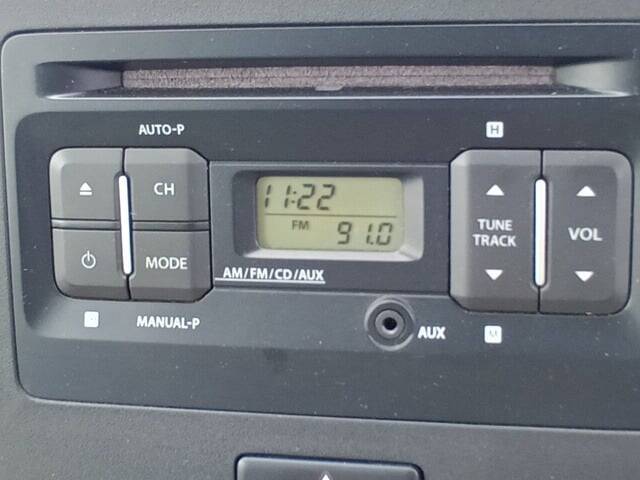 AUTO-P
H
CH
11:22
TUNE
TRACK
VOL
FM 91.0
MODE
AM/FM/CD/AUX
MANUAL-P
AUX
M